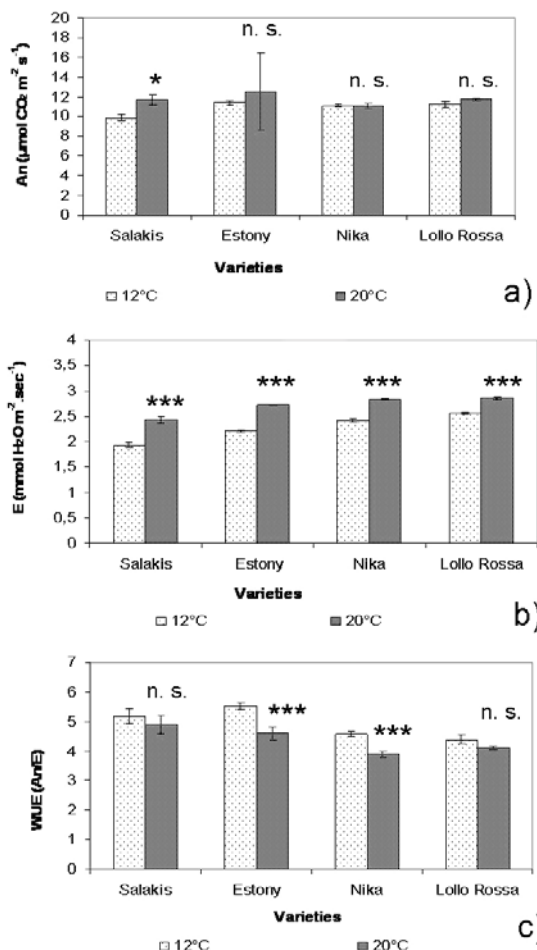 n. s.
20
18
16
14
12
10
8
6
4
2
0
An (µmol CO₂ m⁻² s⁻¹)
*
n. s.
n. s.
Salakis Estony Nika Lollo Rossa
Varieties
12°C 20°C
a)
4
3,5
3
2,5
2
1,5
1
0,5
0
E (mmol H₂O m⁻².sec⁻¹)
*** *** *** ***
Salakis Estony Nika Lollo Rossa
Varieties
12°C 20°C
b)
7
6
5
4
3
2
1
0
WUE (An/E)
n. s. *** *** n. s.
Salakis Estony Nika Lollo Rossa
Varieties
12°C 20°C
c)